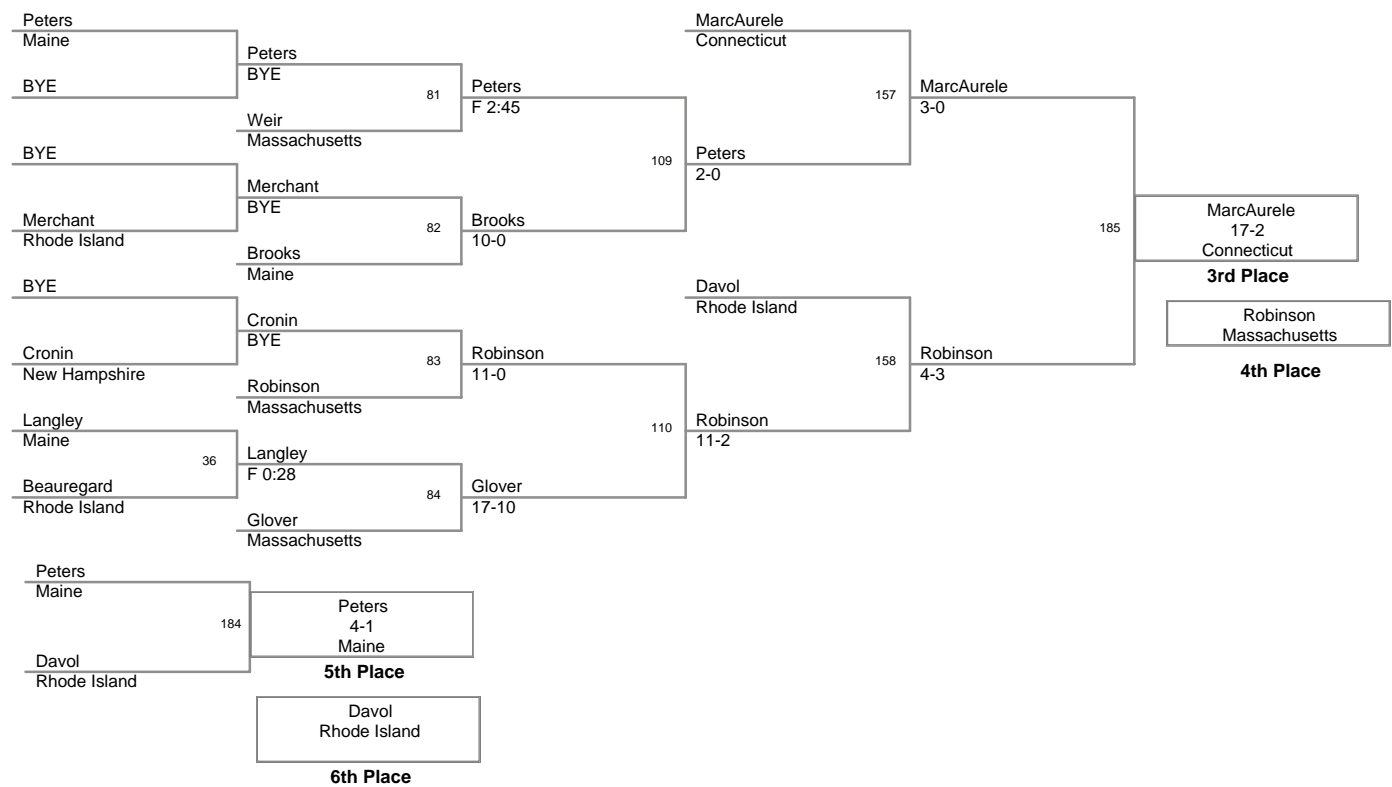 Peters
Maine
BYE
BYE
Merchant
Rhode Island
BYE
Cronin
New Hampshire
Langley
Maine
36
Beauregard
Rhode Island
Peters
BYE
81
Weir
Massachusetts
Merchant
BYE
82
Brooks
Maine
Cronin
BYE
83
Robinson
Massachusetts
Langley
F 0:28
84
Glover
Massachusetts
Peters
F 2:45
109
Brooks
10-0
Robinson
11-0
110
Glover
17-10
MarcAurele
Connecticut
157
Peters
2-0
Davol
Rhode Island
158
Robinson
11-2
MarcAurele
3-0
185
Robinson
4-3
MarcAurele
17-2
Connecticut
3rd Place
Robinson
Massachusetts
4th Place
Peters
Maine
184
Davol
Rhode Island
Peters
4-1
Maine
5th Place
Davol
Rhode Island
6th Place